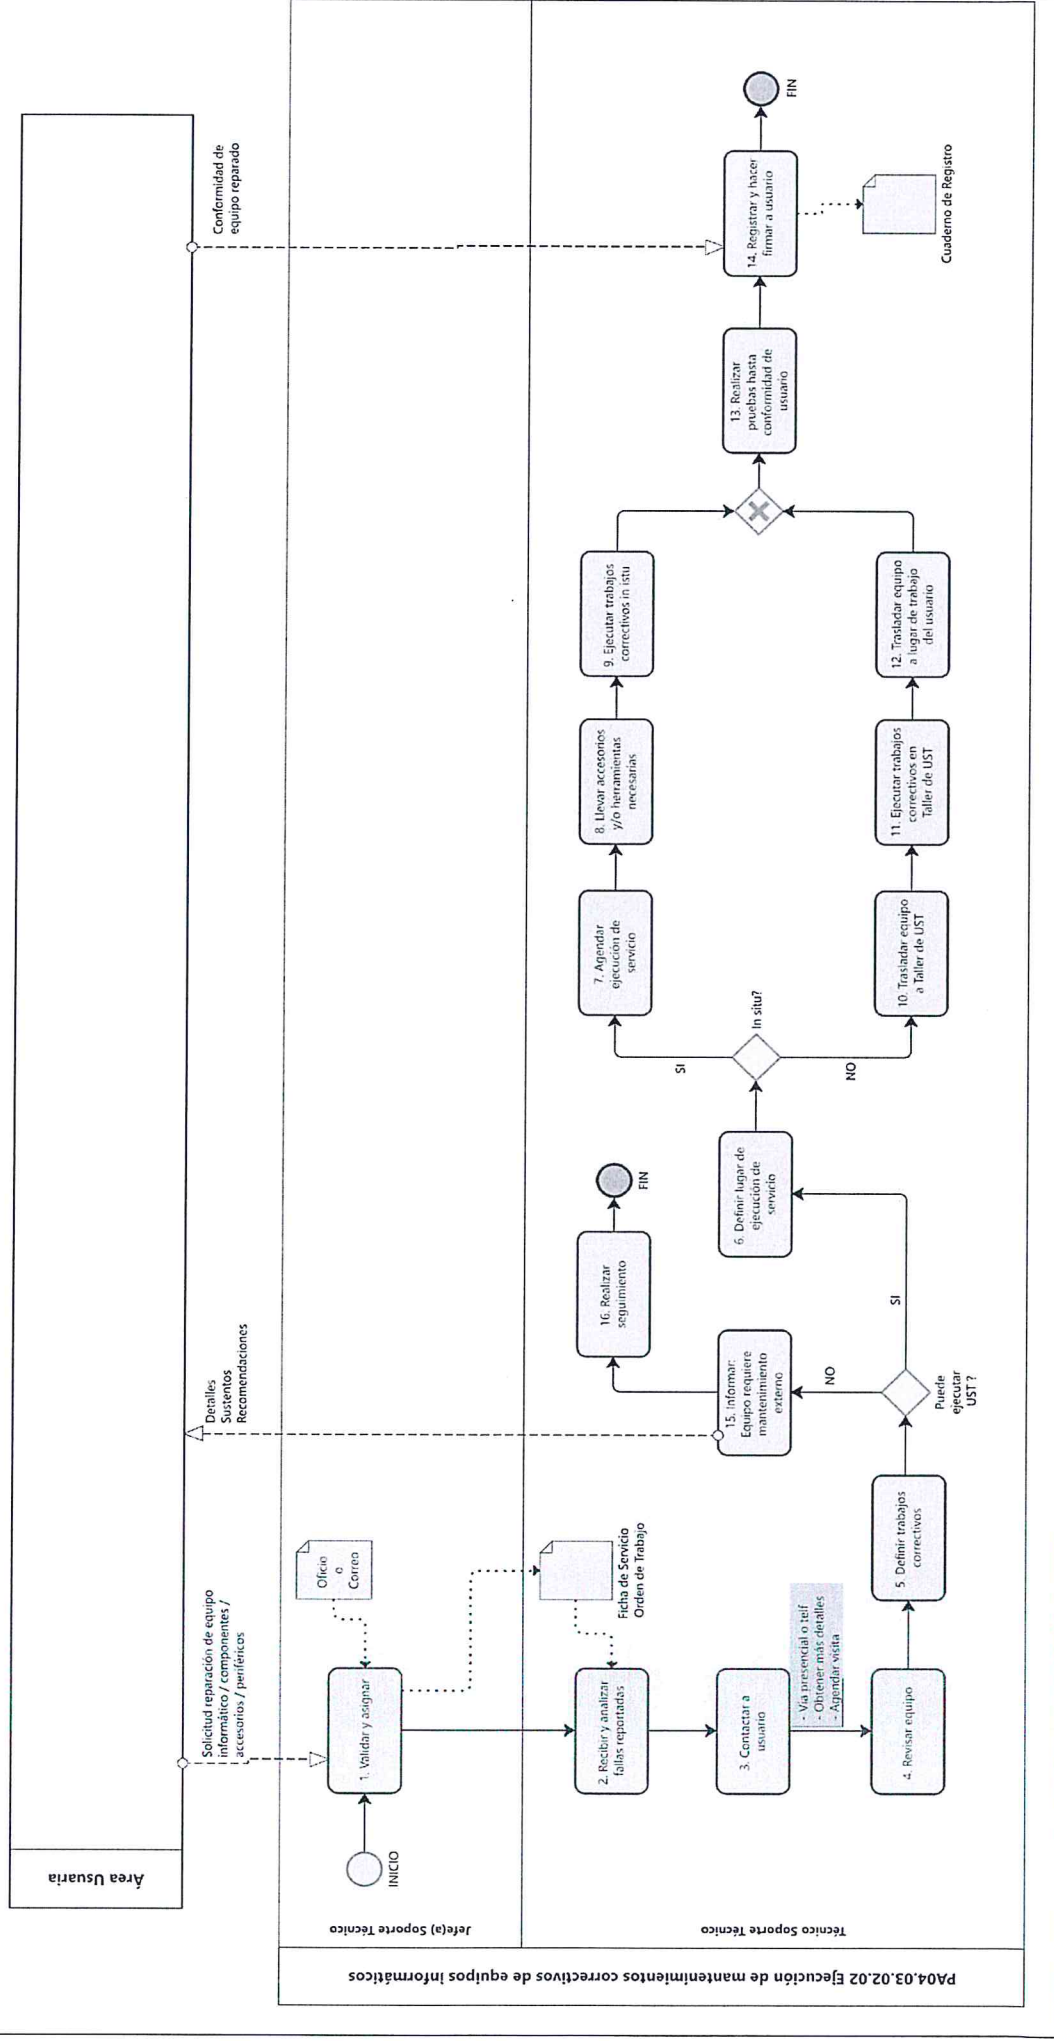 Área Usuaria
Solicitud reparación de equipo
informático / componentes /
accesorios / periféricos
Detalles
Sustentos
Recomendaciones
Conformidad de
equipo reparado
PA04.03.02.02 Ejecución de mantenimientos correctivos de equipos informáticos
Jefe(a) Soporte Técnico
INICIO
1. Validar y asignar
Oficio
o
Correo
Técnico Soporte Técnico
Ficha de Servicio
Orden de Trabajo
2. Recibir y analizar
fallas reportadas
3. Contactar a
usuario
- Via presencial o telf
- Obtener más detalles
- Agendar visita
4. Revisar equipo
5. Definir trabajos
correctivos
Puede
ejecutar
UST ?
NO
SI
15. Informar:
Equipo requiere
mantenimiento
externo
16. Realizar
seguimiento
FIN
6. Definir lugar de
ejecución de
servicio
In situ?
SI
NO
7. Agendar
ejecución de
servicio
8. Llevar accesorios
y/o herramientas
necesarias
9. Ejecutar trabajos
correctivos in istu
10. Trasladar equipo
a Taller de UST
11. Ejecutar trabajos
correctivos en
Taller de UST
12. Trasladar equipo
a lugar de trabajo
del usuario
13. Realizar
pruebas hasta
conformidad de
usuario
14. Registrar y hacer
firmar a usuario
Cuaderno de Registro
FIN